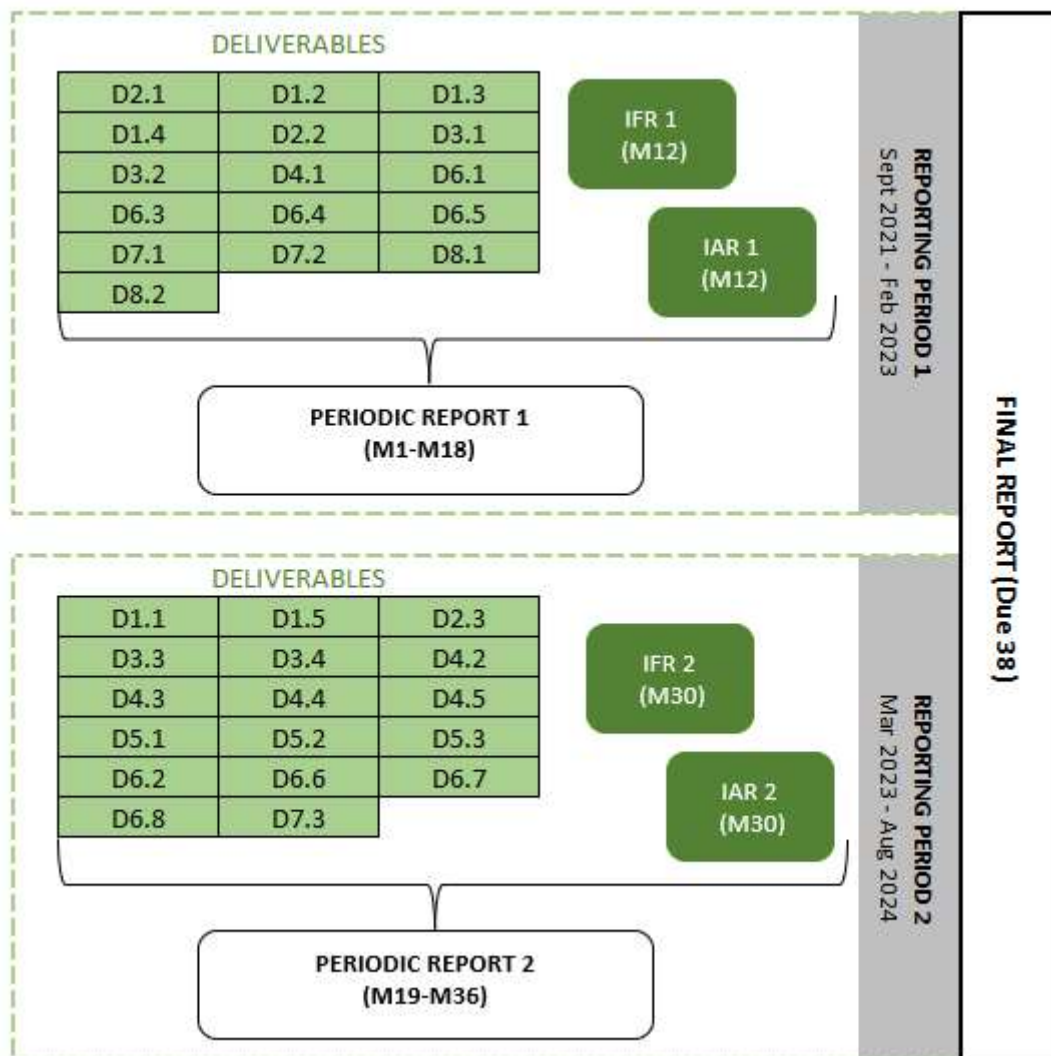 DELIVERABLES
D2.1 D1.2 D1.3
D1.4 D2.2 D3.1
D3.2 D4.1 D6.1
D6.3 D6.4 D6.5
D7.1 D7.2 D8.1
D8.2
IFR 1
(M12)
IAR 1
(M12)
PERIODIC REPORT 1
(M1-M18)
REPORTING PERIOD 1
Sept 2021 - Feb 2023
DELIVERABLES
D1.1 D1.5 D2.3
D3.3 D3.4 D4.2
D4.3 D4.4 D4.5
D5.1 D5.2 D5.3
D6.2 D6.6 D6.7
D6.8 D7.3
IFR 2
(M30)
IAR 2
(M30)
PERIODIC REPORT 2
(M19-M36)
REPORTING PERIOD 2
Mar 2023 - Aug 2024
FINAL REPORT (Due 38)